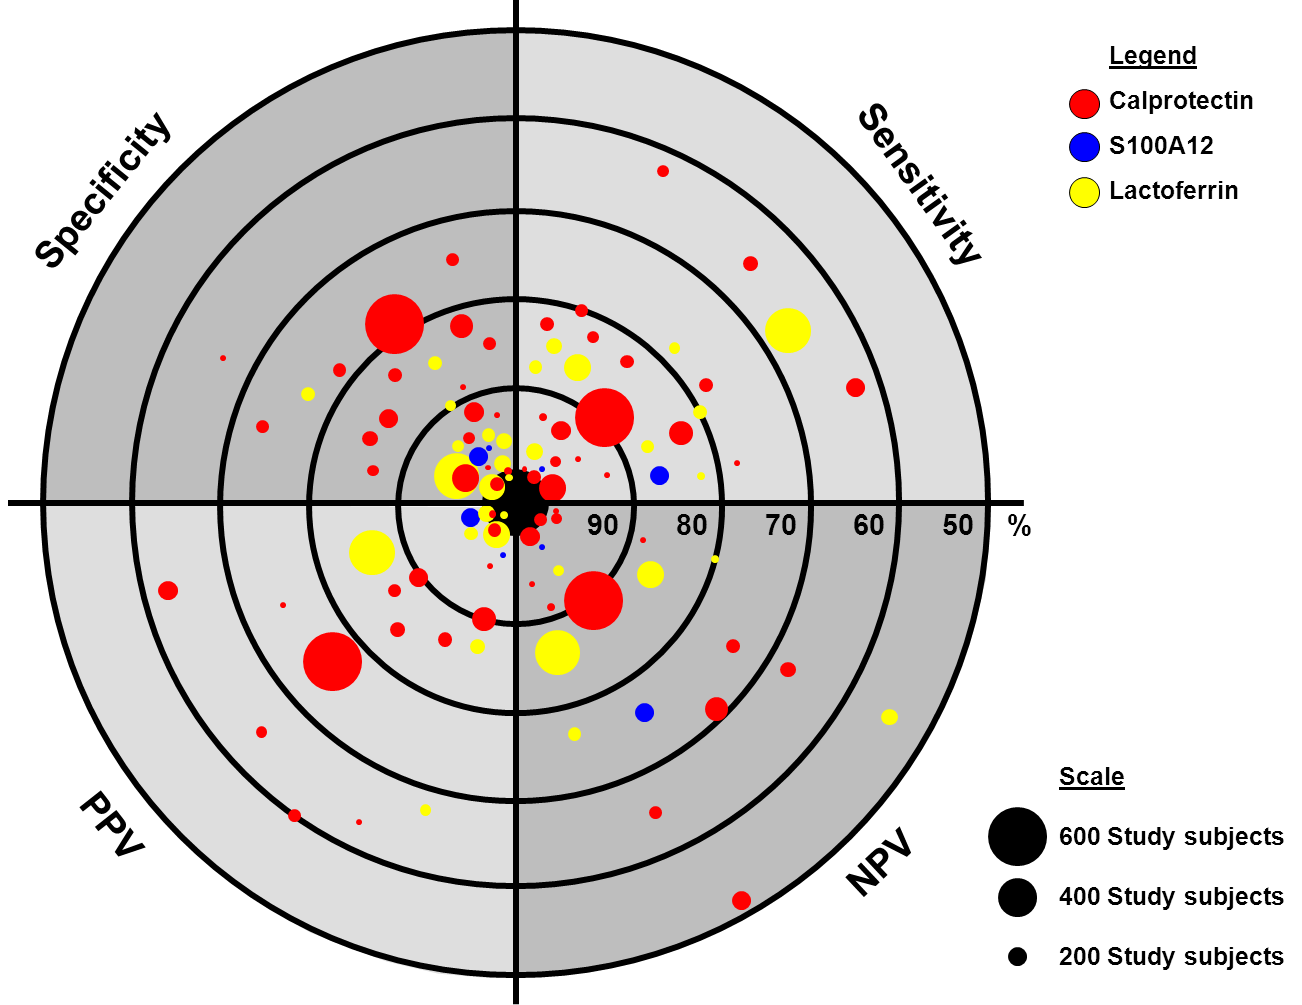 Legend
Calprotectin
S100A12
Lactoferrin
Specificity
Sensitivity
90 80 70 60 50 %
PPV
NPV
Scale
600 Study subjects
400 Study subjects
200 Study subjects